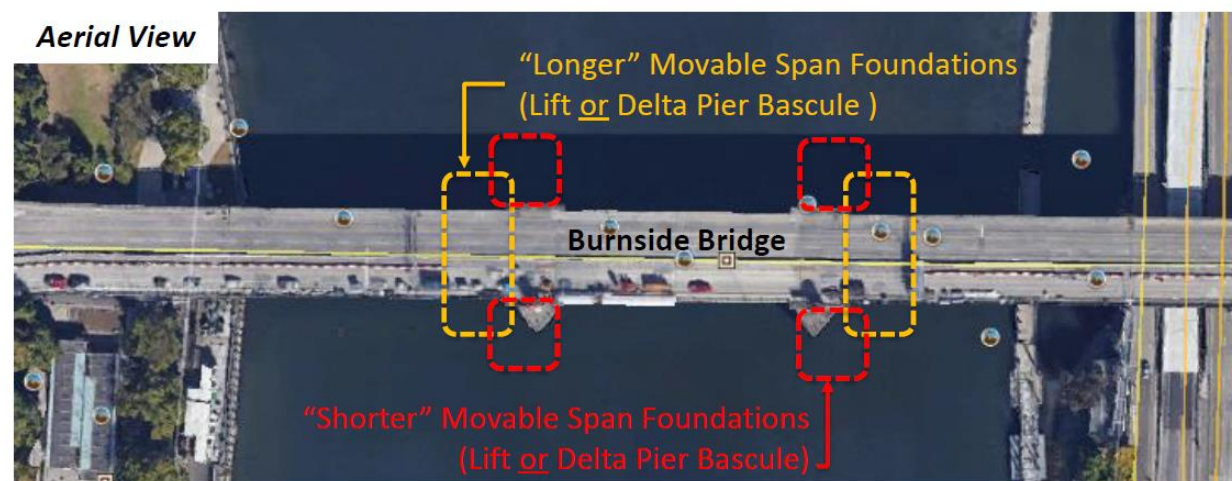 Aerial View
“Longer” Movable Span Foundations
(Lift or Delta Pier Bascule )
Burnside Bridge
“Shorter” Movable Span Foundations
(Lift or Delta Pier Bascule)